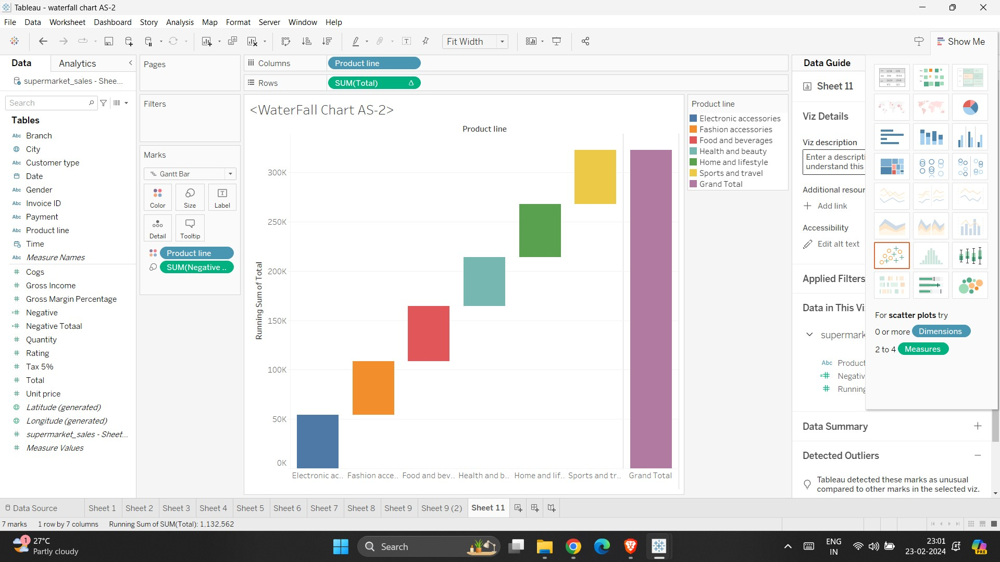 Tableau - waterfall chart AS-2
File Data Worksheet Dashboard Story Analysis Map Format Server Window Help
Fit Width
Show Me
Data Analytics
supermarket_sales - Shee...
Search
Tables
Abc Branch
City
Abc Customer type
Date
Abc Gender
Abc Invoice ID
Abc Payment
Abc Product line
Time
Abc Measure Names
# Cogs
# Gross Income
# Gross Margin Percentage
=# Negative
=# Negative Totaal
# Quantity
# Rating
# Tax 5%
# Total
# Unit price
Latitude (generated)
Longitude (generated)
# supermarket_sales - Sheet...
# Measure Values
Pages
Filters
Marks
Gantt Bar
Color Size Label
Detail Tooltip
Product line
SUM(Negative ..
iii Columns Product line
Rows SUM(Total) Δ
<WaterFall Chart AS-2>
Product line
Running Sum of Total
300K
250K
200K
150K
100K
50K
0K
Electronic ac.. Fashion acce.. Food and bev.. Health and b.. Home and lif.. Sports and tr.. Grand Total
Product line
Electronic accessories
Fashion accessories
Food and beverages
Health and beauty
Home and lifestyle
Sports and travel
Grand Total
Data Guide
Sheet 11
Viz Details
Viz description
Enter a descripti
understand this
Additional resour
Add link
Accessibility
Edit alt text
Applied Filters
Data in This Vi
supermark
Abc Product
=# Negativ
# Running
Data Summary
Detected Outliers
Tableau detected these marks as unusual
compared to other marks in the selected viz.
For scatter plots try
0 or more Dimensions
2 to 4 Measures
Data Source Sheet 1 Sheet 2 Sheet 3 Sheet 4 Sheet 5 Sheet 6 Sheet 7 Sheet 8 Sheet 9 Sheet 9 (2) Sheet 11
7 marks 1 row by 7 columns Running Sum of SUM(Total): 1,132,562
1
27°C
Partly cloudy
Search
ENG
IN
23:01
23-02-2024
PRE